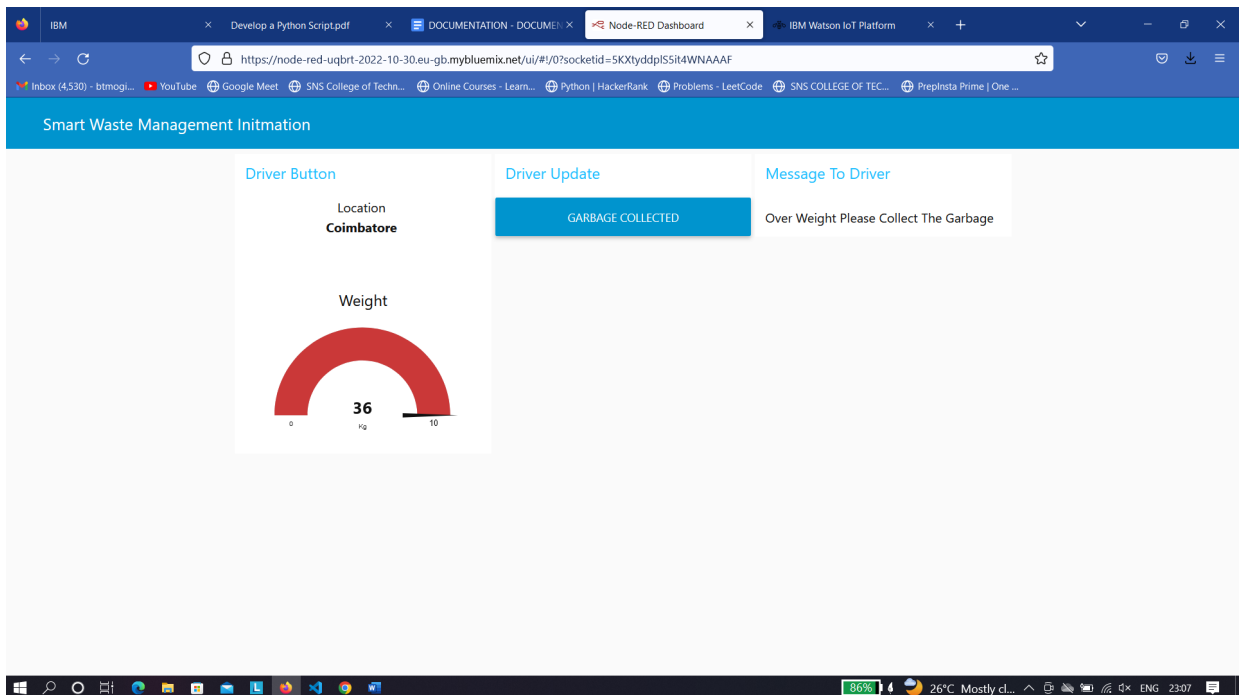 IBM
Develop a Python Script.pdf
DOCUMENTATION - DOCUMEN
Node-RED Dashboard
IBM Watson IoT Platform
https://node-red-uqbrt-2022-10-30.eu-gb.mybluemix.net/ui/#!/0?socketid=5KXtyddplS5it4WNAAAF
Inbox (4,530) - btmogi... YouTube Google Meet SNS College of Techn... Online Courses - Learn... Python | HackerRank Problems - LeetCode SNS COLLEGE OF TEC... PrepInsta Prime | One ...
Smart Waste Management Initmation
Driver Button
Location
Coimbatore
Weight
36
Kg
0
10
Driver Update
GARBAGE COLLECTED
Message To Driver
Over Weight Please Collect The Garbage
86% 26°C Mostly cl... ENG 23:07